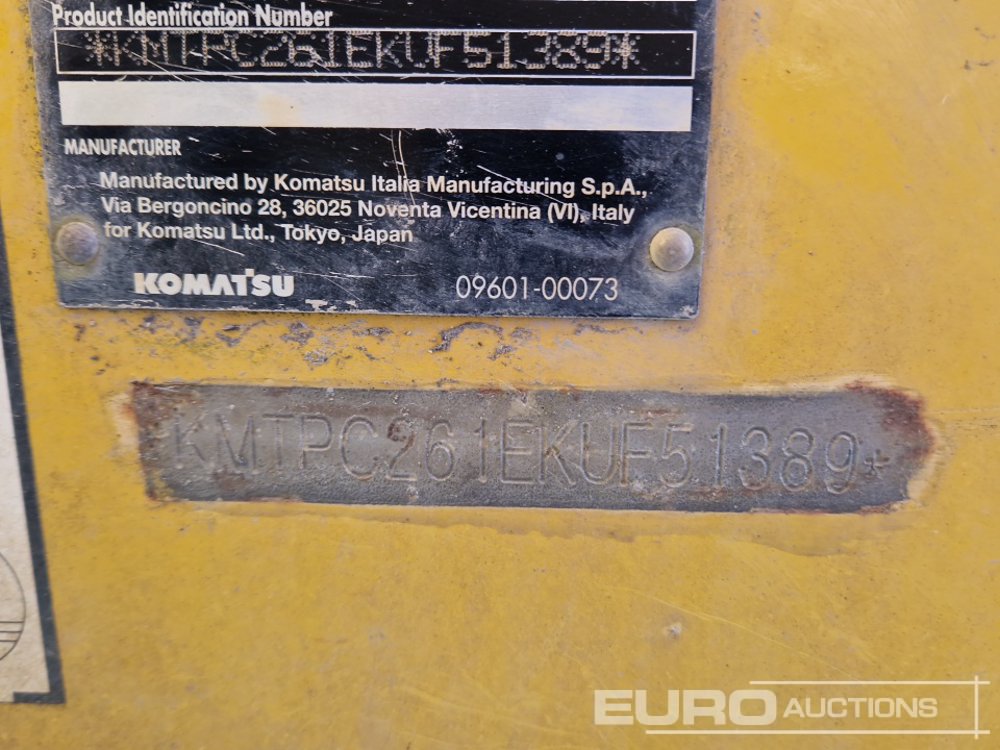 Product Identification Number
*KMTPC261EKUF51389*
MANUFACTURER
Manufactured by Komatsu Italia Manufacturing S.p.A.,
Via Bergoncino 28, 36025 Noventa Vicentina (VI), Italy
for Komatsu Ltd., Tokyo, Japan
KOMATSU
09601-00073
KMTPC261EKUF51389*
EURO AUCTIONS